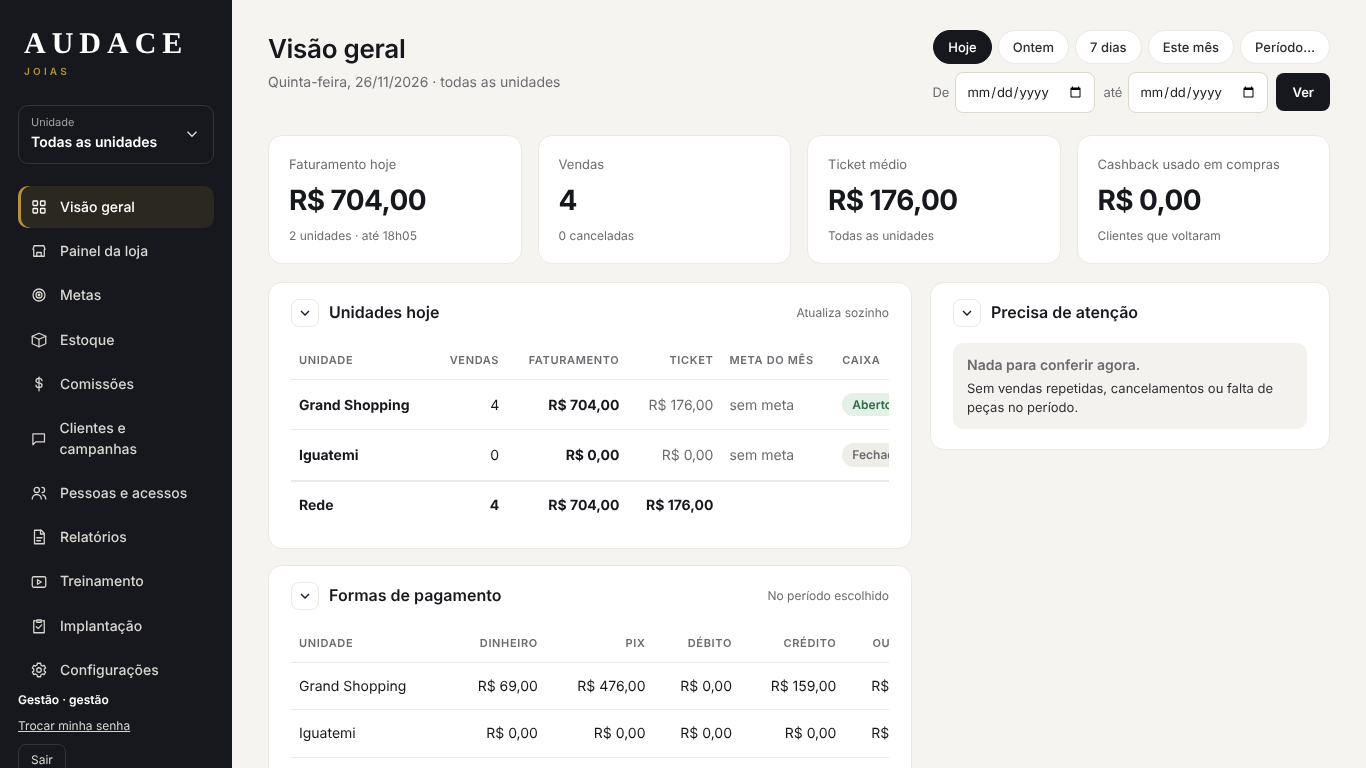 AUDACE
JOIAS
Unidade
Todas as unidades
Visão geral
Painel da loja
Metas
Estoque
Comissões
Clientes e
campanhas
Pessoas e acessos
Relatórios
Treinamento
Implantação
Configurações
Gestão · gestão
Trocar minha senha
Sair
Visão geral
Quinta-feira, 26/11/2026 · todas as unidades
Hoje Ontem 7 dias Este mês Período...
De mm/dd/yyyy até mm/dd/yyyy Ver
Faturamento hoje
R$ 704,00
2 unidades · até 18h05
Vendas
4
0 canceladas
Ticket médio
R$ 176,00
Todas as unidades
Cashback usado em compras
R$ 0,00
Clientes que voltaram
Unidades hoje Atualiza sozinho
UNIDADE VENDAS FATURAMENTO TICKET META DO MÊS CAIXA
Grand Shopping 4 R$ 704,00 R$ 176,00 sem meta Aberto
Iguatemi 0 R$ 0,00 R$ 0,00 sem meta Fechad
Rede 4 R$ 704,00 R$ 176,00
Precisa de atenção
Nada para conferir agora.
Sem vendas repetidas, cancelamentos ou falta de
peças no período.
Formas de pagamento No período escolhido
UNIDADE DINHEIRO PIX DÉBITO CRÉDITO OU
Grand Shopping R$ 69,00 R$ 476,00 R$ 0,00 R$ 159,00 R$
Iguatemi R$ 0,00 R$ 0,00 R$ 0,00 R$ 0,00 R$